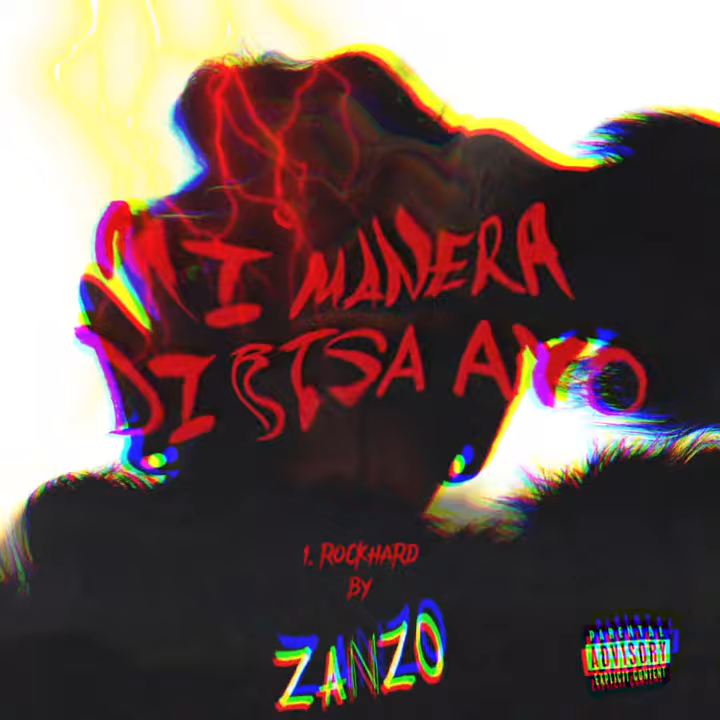 MI MANERA
DI BISA AYO
1. ROCKHARD
BY
ZANZO
PARENTAL
ADVISORY
EXPLICIT CONTENT